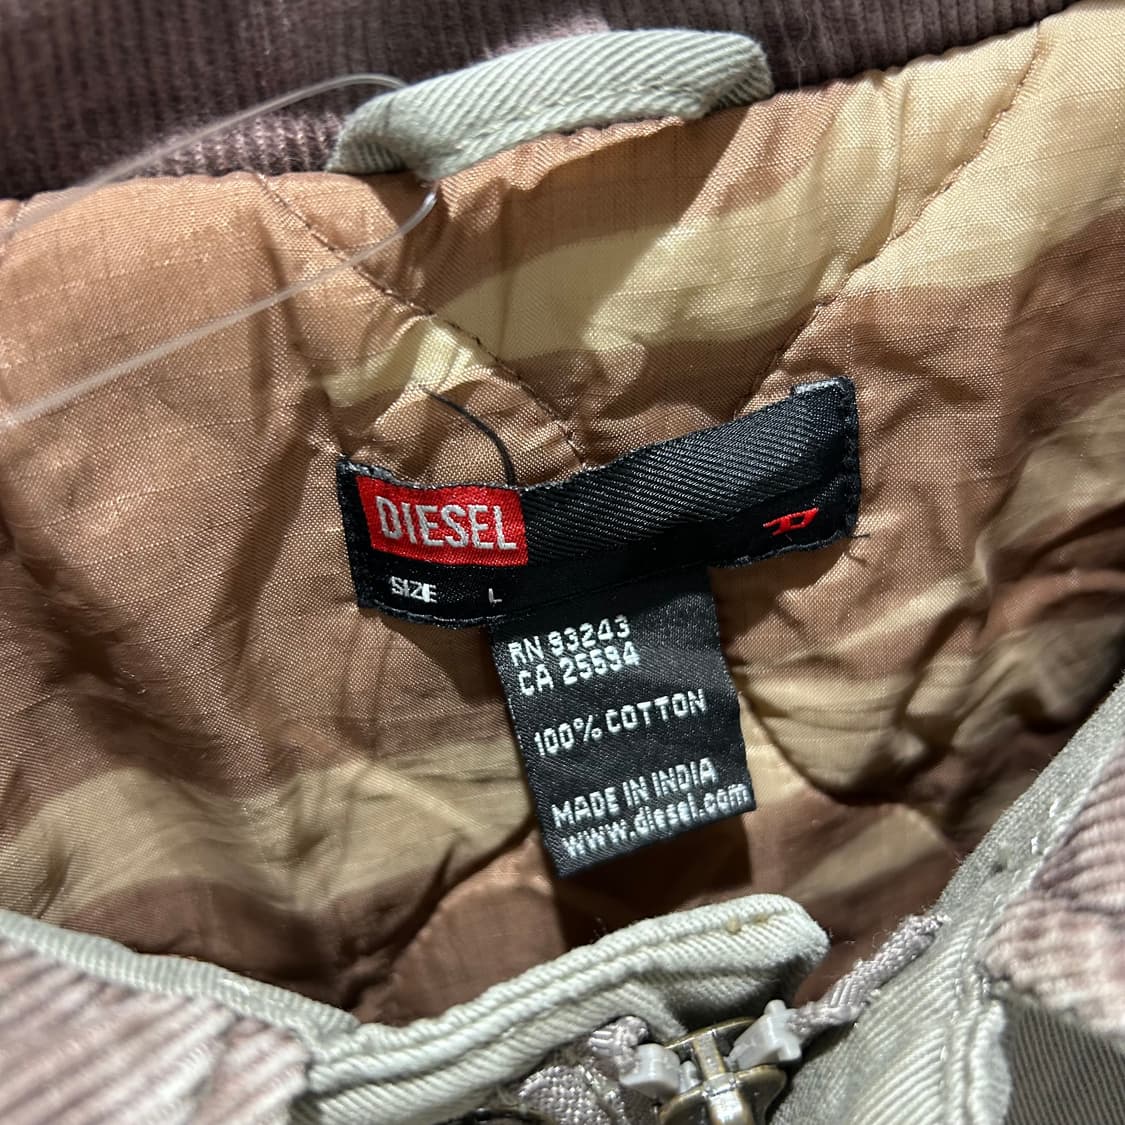 DIESEL
SIZE L
RN 93243
CA 25594
100% COTTON
MADE IN INDIA
www.diesel.com